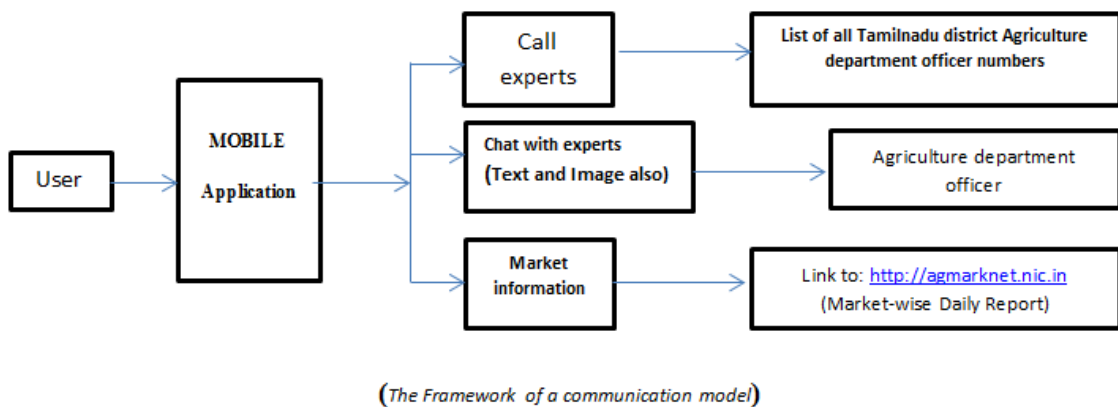 User
MOBILE
Application
Call
experts
List of all Tamilnadu district Agriculture
department officer numbers
Chat with experts
(Text and Image also)
Agriculture department
officer
Market
information
Link to: http://agmarknet.nic.in
(Market-wise Daily Report)
(The Framework of a communication model)